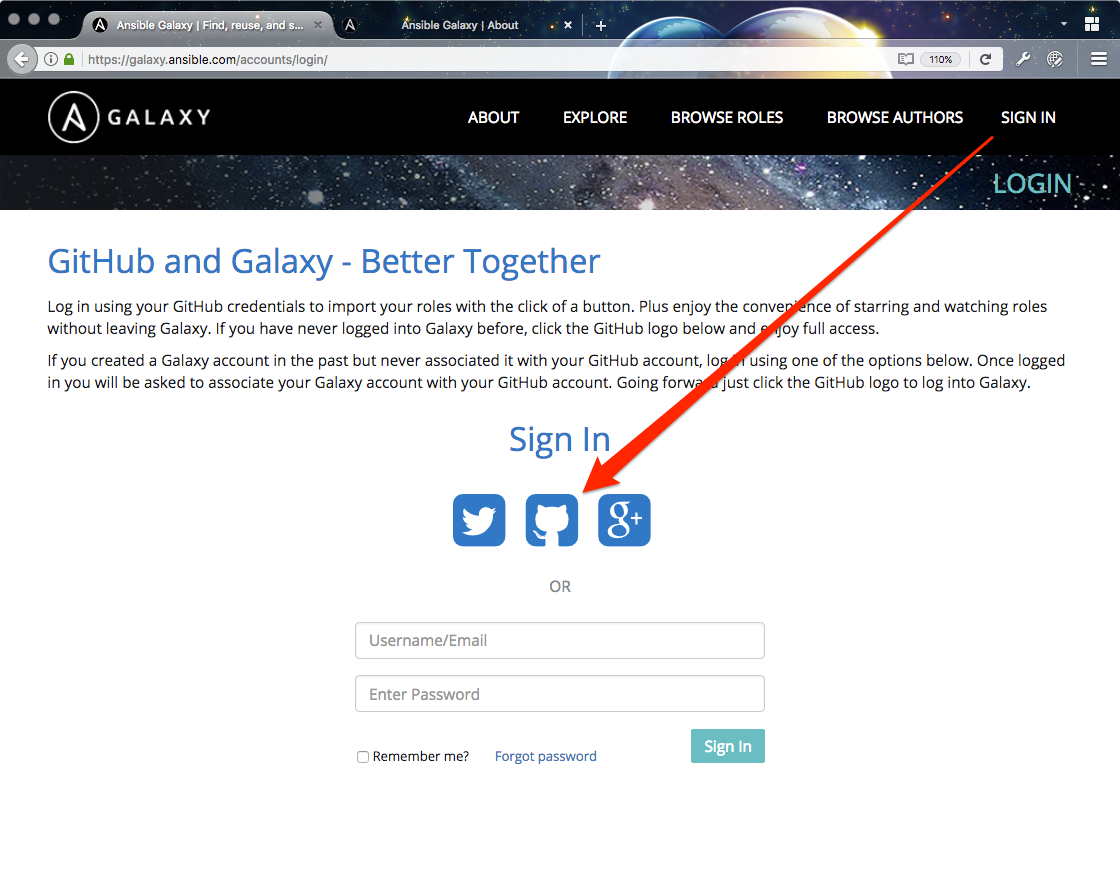 Ansible Galaxy | Find, reuse, and s...
Ansible Galaxy | About
https://galaxy.ansible.com/accounts/login/
110%
GALAXY
ABOUT
EXPLORE
BROWSE ROLES
BROWSE AUTHORS
SIGN IN
LOGIN
GitHub and Galaxy - Better Together
Log in using your GitHub credentials to import your roles with the click of a button. Plus enjoy the convenience of starring and watching roles
without leaving Galaxy. If you have never logged into Galaxy before, click the GitHub logo below and enjoy full access.
If you created a Galaxy account in the past but never associated it with your GitHub account, log in using one of the options below. Once logged
in you will be asked to associate your Galaxy account with your GitHub account. Going forward just click the GitHub logo to log into Galaxy.
Sign In
g+
OR
Username/Email
Enter Password
Remember me?
Forgot password
Sign In